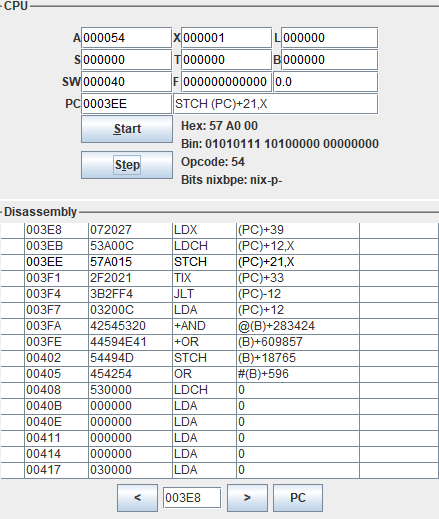 CPU
A 000054 X 000001 L 000000
S 000000 T 000000 B 000000
SW 000040 F 000000000000 0.0
PC 0003EE STCH (PC)+21,X
Start Hex: 57 A0 00
Bin: 01010111 10100000 00000000
Step Opcode: 54
Bits nixbpe: nix-p-
Disassembly
003E8 072027 LDX (PC)+39
003EB 53A00C LDCH (PC)+12,X
003EE 57A015 STCH (PC)+21,X
003F1 2F2021 TIX (PC)+33
003F4 3B2FF4 JLT (PC)-12
003F7 03200C LDA (PC)+12
003FA 42545320 +AND @(B)+283424
003FE 44594E41 +OR (B)+609857
00402 54494D STCH (B)+18765
00405 454254 OR #(B)+596
00408 530000 LDCH 0
0040B 000000 LDA 0
0040E 000000 LDA 0
00411 000000 LDA 0
00414 000000 LDA 0
00417 030000 LDA 0
< 003E8 > PC